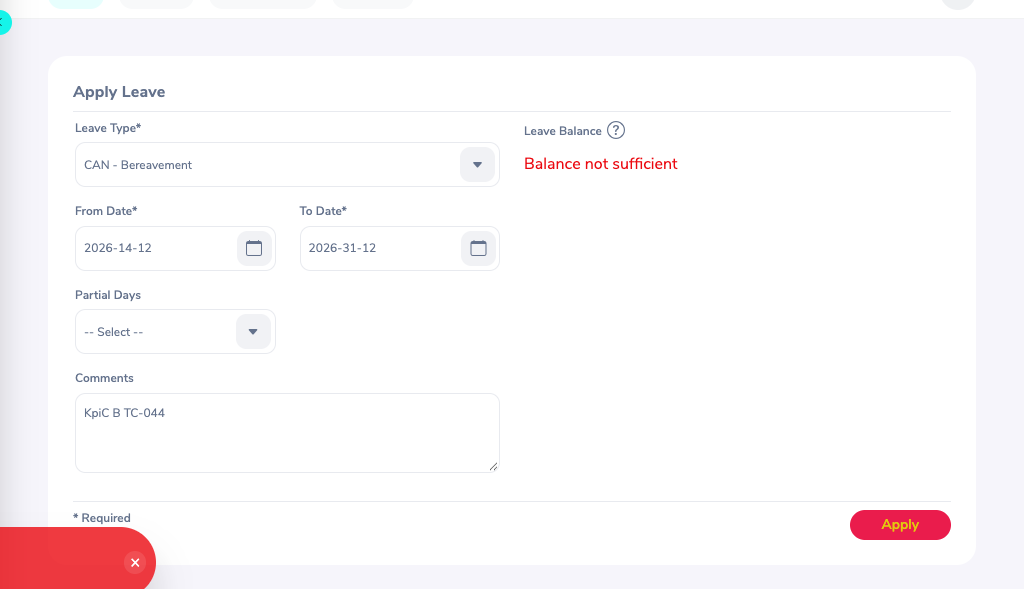 Apply Leave
Leave Type*
Leave Balance ?
CAN - Bereavement
Balance not sufficient
From Date*
To Date*
2026-14-12
2026-31-12
Partial Days
-- Select --
Comments
KpiC B TC-044
* Required
Apply